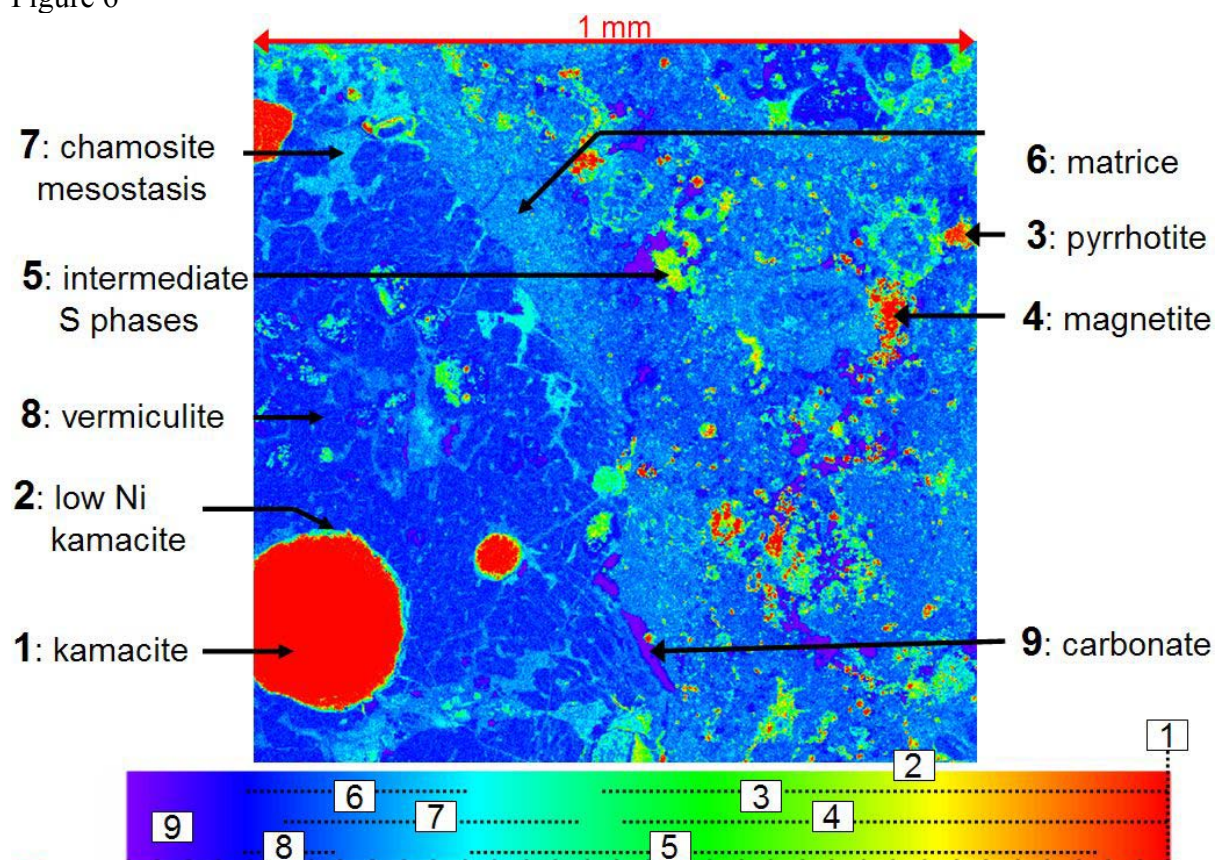 Figure 6
1 mm
7: chamosite
mesostasis
5: intermediate
S phases
8: vermiculite
2: low Ni
kamacite
1: kamacite
6: matrice
3: pyrrhotite
4: magnetite
9: carbonate
1
2
6
3
9
7
4
8
5